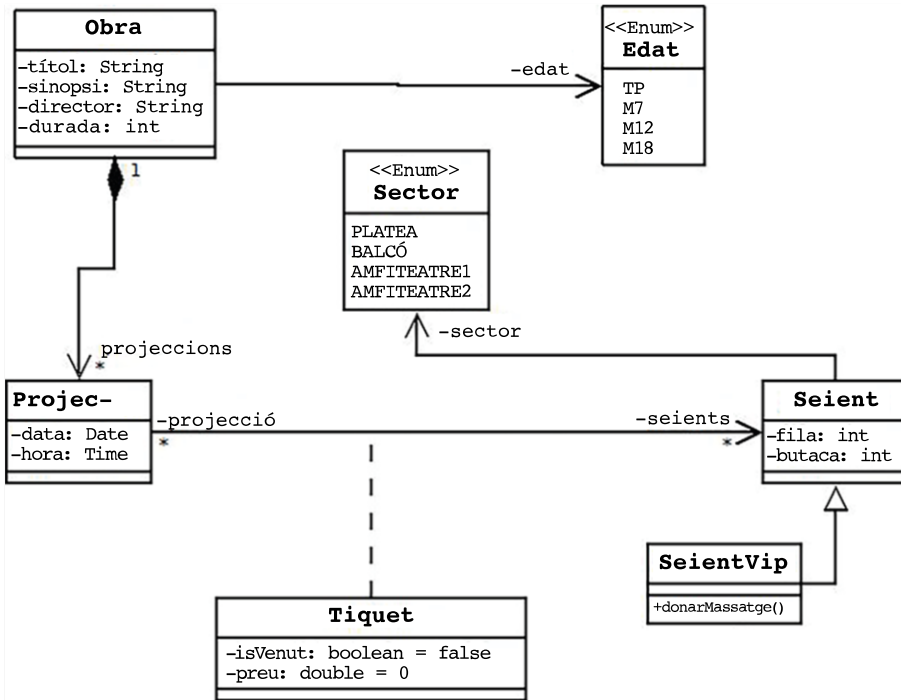 Obra
-títol: String
-sinopsi: String
-director: String
-durada: int
1
-edat
<<Enum>>
Edat
TP
M7
M12
M18
<<Enum>>
Sector
PLATEA
BALCÓ
AMFITEATRE1
AMFITEATRE2
-sector
projeccions
*
Projec-
-data: Date
-hora: Time
-projecció
*
-seients
*
Seient
-fila: int
-butaca: int
SeientVip
+donarMassatge()
Tiquet
-isVenut: boolean = false
-preu: double = 0